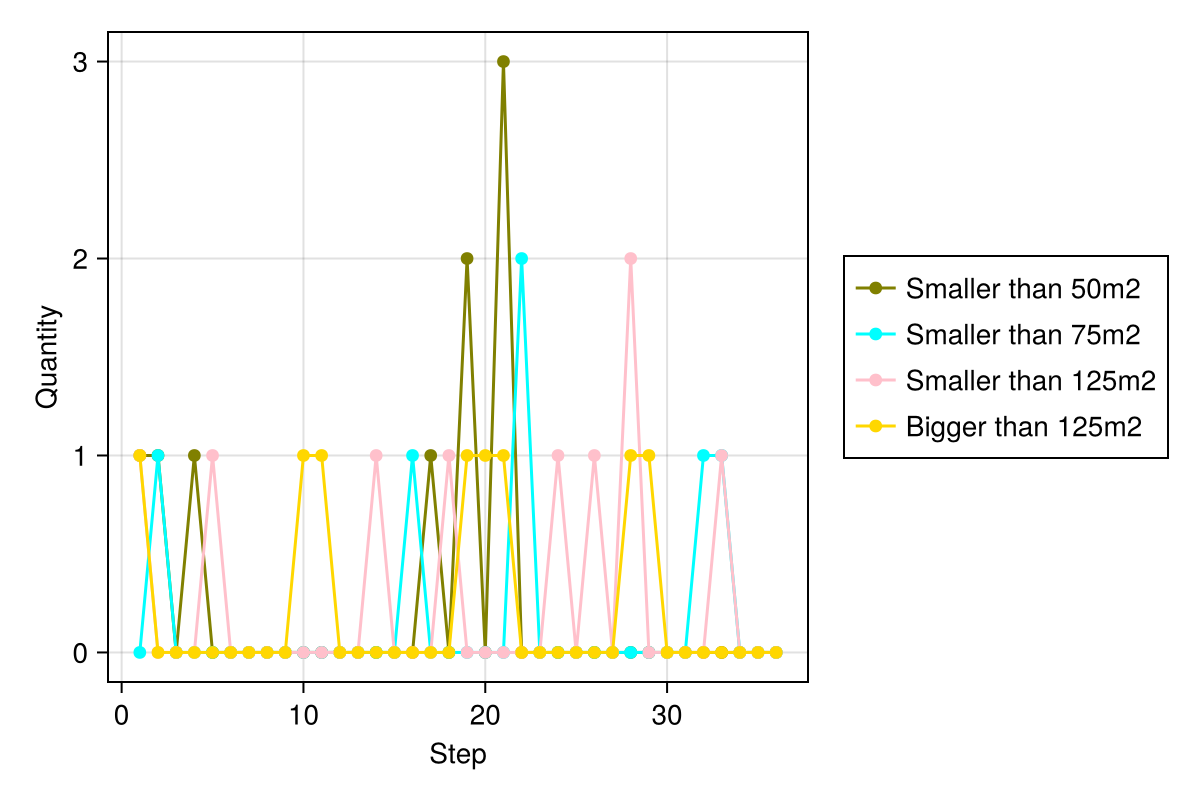 3
2
1
0
Quantity
0 10 20 30
Step
Smaller than 50m2
Smaller than 75m2
Smaller than 125m2
Bigger than 125m2